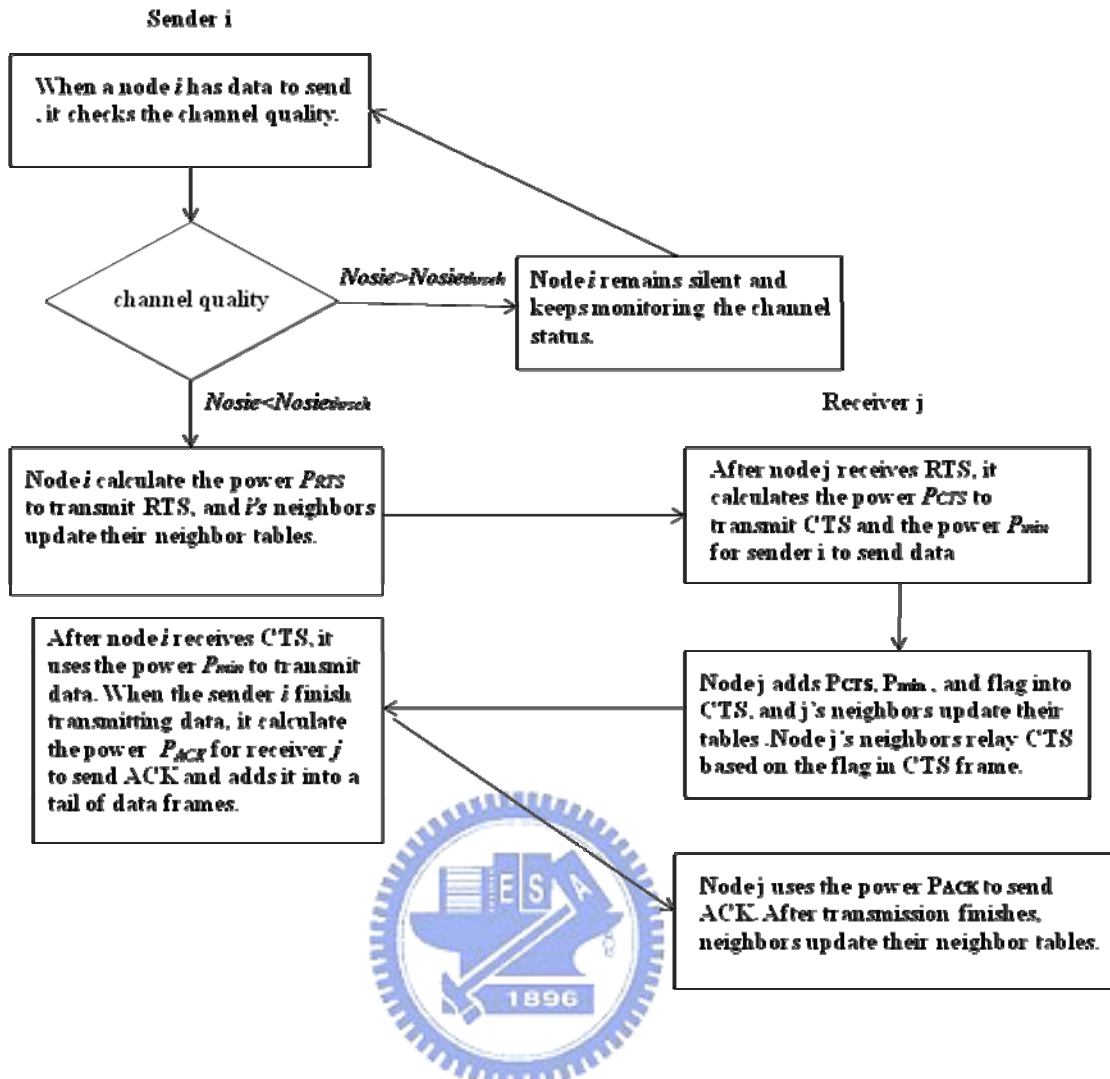 Sender i
When a node i has data to send
, it checks the channel quality.
channel quality
Nosie>Nosiethresh
Node i remains silent and
keeps monitoring the channel
status.
Nosie<Nosiethresh
Receiver j
Node i calculate the power PRTS
to transmit RTS, and i's neighbors
update their neighbor tables.
After node j receives RTS, it
calculates the power PCTS to
transmit CTS and the power Pmin
for sender i to send data
After node i receives CTS, it
uses the power Pmin to transmit
data. When the sender i finish
transmitting data, it calculate
the power PACK for receiver j
to send ACK and adds it into a
tail of data frames.
Node j adds PCTS, Pmin , and flag into
CTS, and j's neighbors update their
tables .Node j's neighbors relay CTS
based on the flag in CTS frame.
Node j uses the power PACK to send
ACK. After transmission finishes,
neighbors update their neighbor tables.
E S A
1896